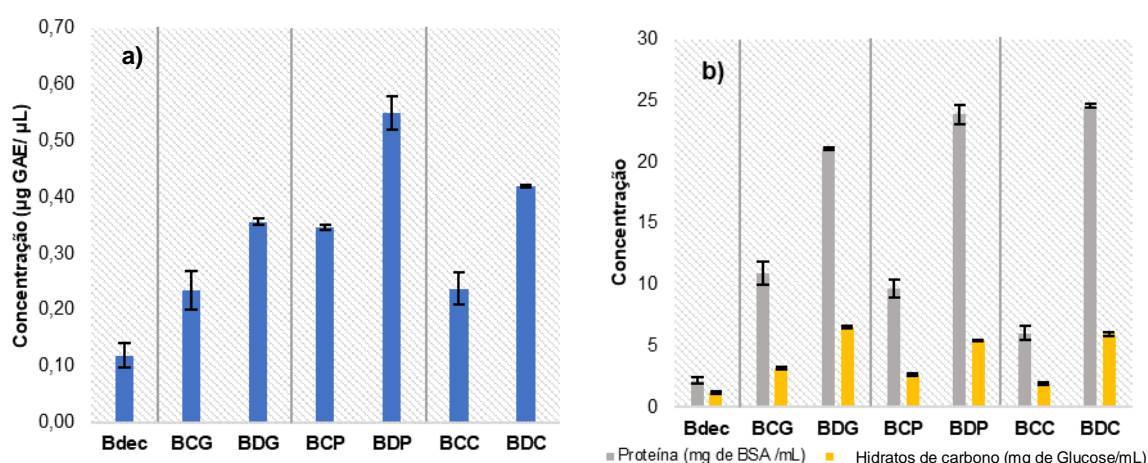 a)
Concentração (µg GAE/ µL)
0,70
0,60
0,50
0,40
0,30
0,20
0,10
0,00
Bdec BCG BDG BCP BDP BCC BDC
b)
Concentração
30
25
20
15
10
5
0
Bdec BCG BDG BCP BDP BCC BDC
Proteína (mg de BSA /mL) Hidratos de carbono (mg de Glucose/mL)